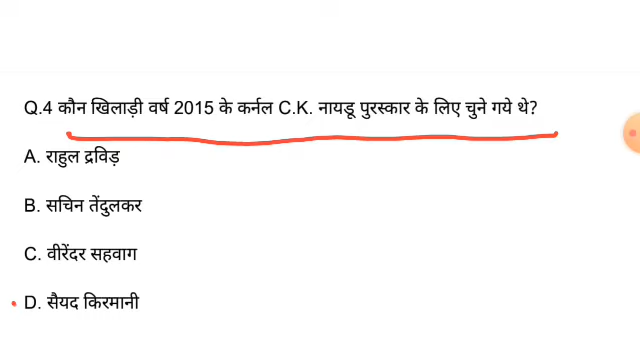 Q.4 कौन खिलाड़ी वर्ष 2015 के कर्नल C.K. नायडू पुरस्कार के लिए चुने गये थे?
A. राहुल द्रविड़
B. सचिन तेंदुलकर
C. वीरेंदर सहवाग
D. सैयद किरमानी